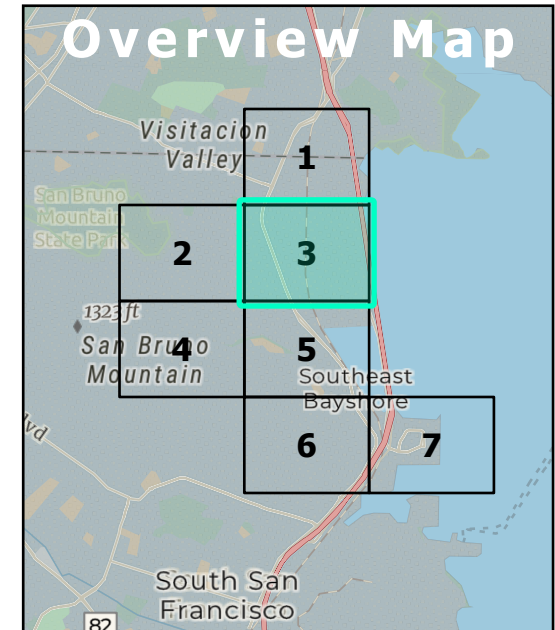 Overview Map
Visitacion
Valley
1
San Bruno
Mountain
State Park
2
3
1323 ft
San Bruno
Mountain
4
5
Southeast
Bayshore
lvd
6
7
South San
Francisco
82